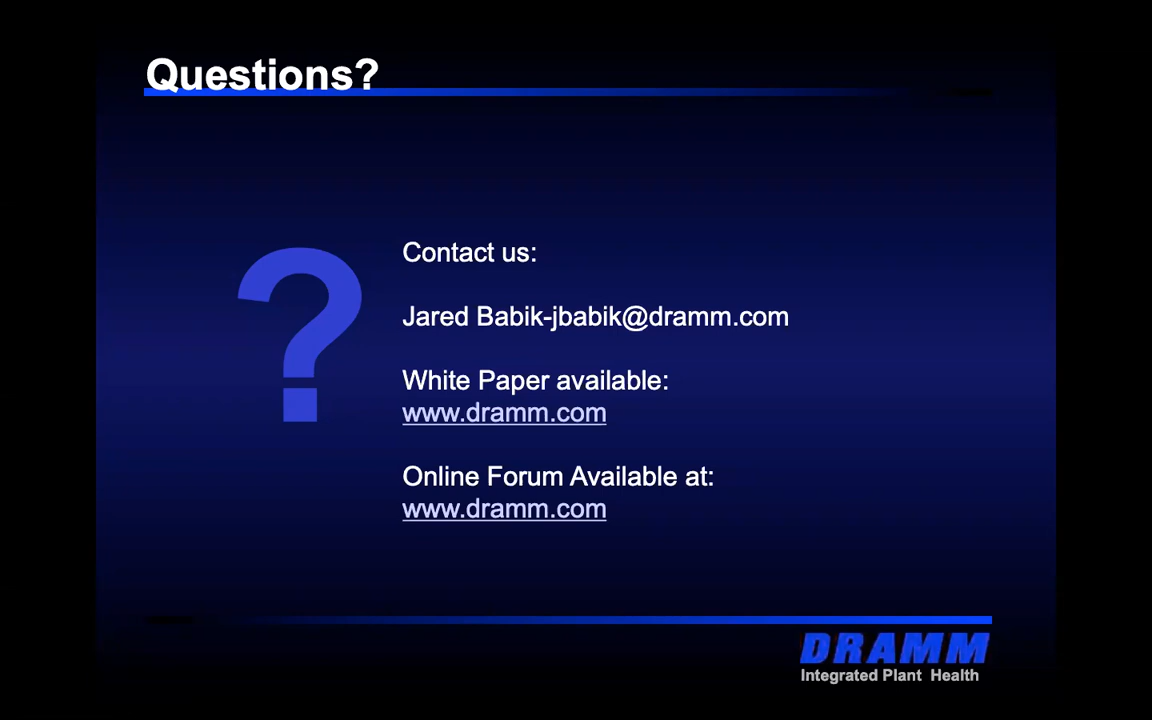 Questions?
?
Contact us:
Jared Babik-jbabik@dramm.com
White Paper available:
www.dramm.com
Online Forum Available at:
www.dramm.com
DRAMM
Integrated Plant Health